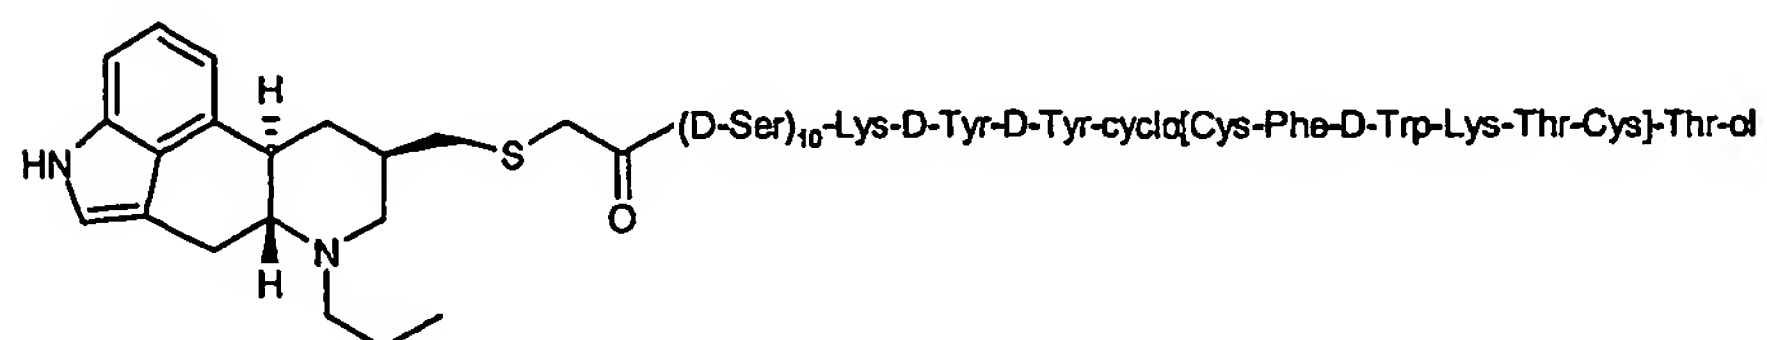 H
(D-Ser)10-Lys-D-Tyr-D-Tyr-cyclo[Cys-Phe-D-Trp-Lys-Thr-Cys]-Thr-ol
HN
S
O
N
H